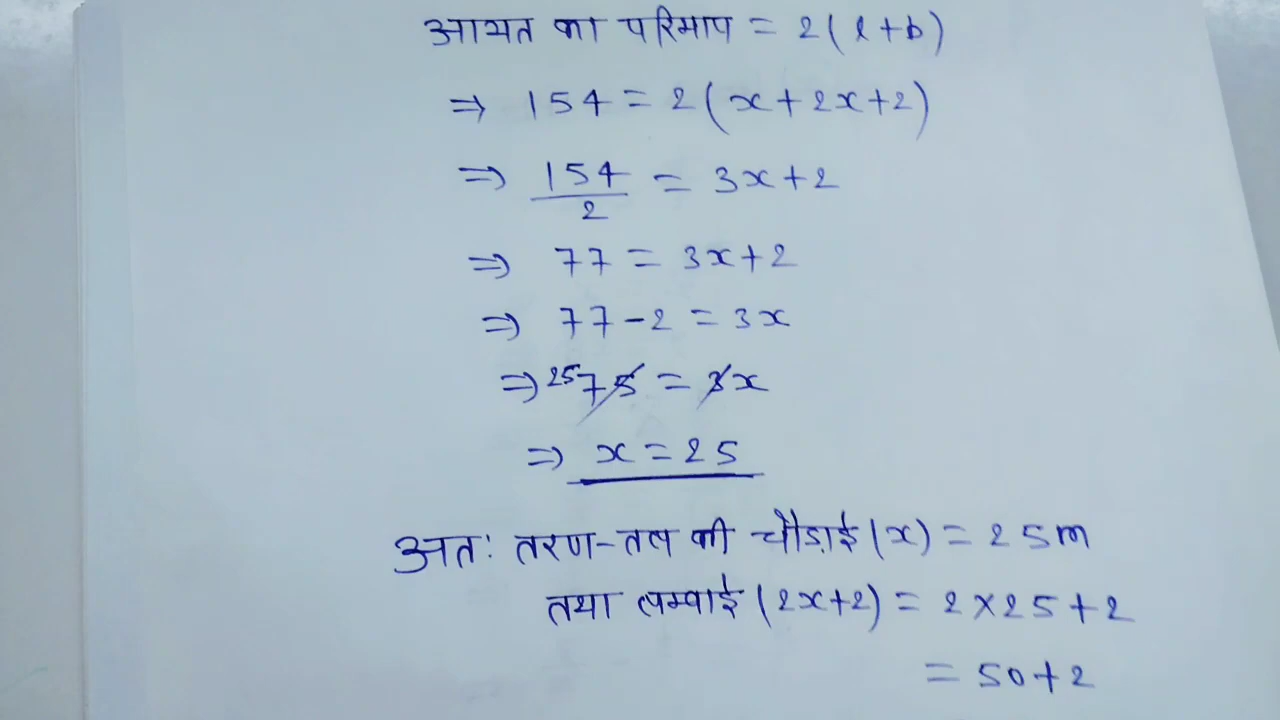 आयत का परिमाप = 2(l+b)
⇒ 154 = 2(x+2x+2)
⇒ 154/2 = 3x+2
⇒ 77 = 3x+2
⇒ 77-2 = 3x
⇒ 25 75 = 3x
⇒ x = 25
अतः तरण-ताल की चौड़ाई (x) = 25m
तथा लम्बाई (2x+2) = 2×25+2
= 50+2